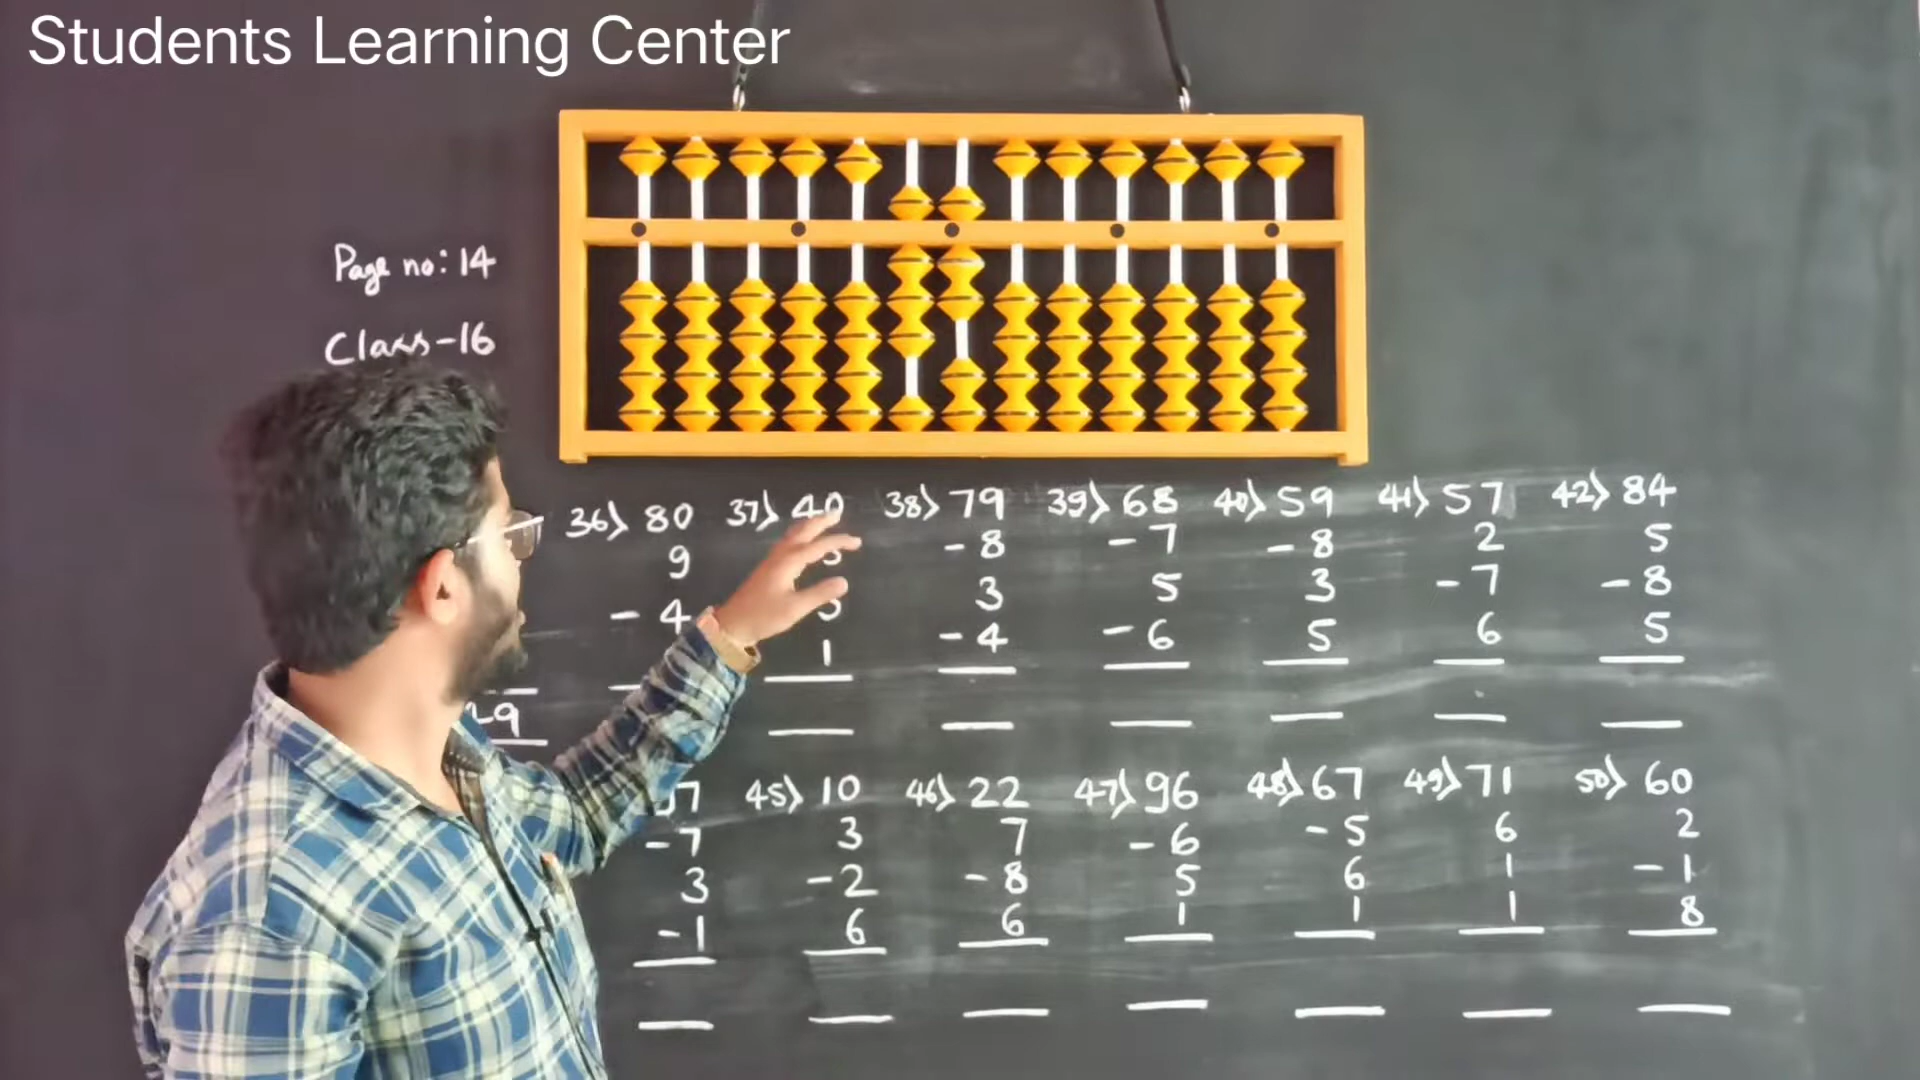 Students Learning Center
Page no: 14
Class-16
36) 80 37) 40 38) 79 39) 68 40) 59 41) 57 42) 84
9 - 8 - 7 - 8 2 5
- 4 3 5 3 - 7 - 8
1 - 4 - 6 5 6 5
29
7 45) 10 46) 22 47) 96 48) 67 49) 71 50) 60
- 7 3 7 - 6 - 5 6 2
3 - 2 - 8 5 6 1 - 1
- 1 6 6 1 1 1 8